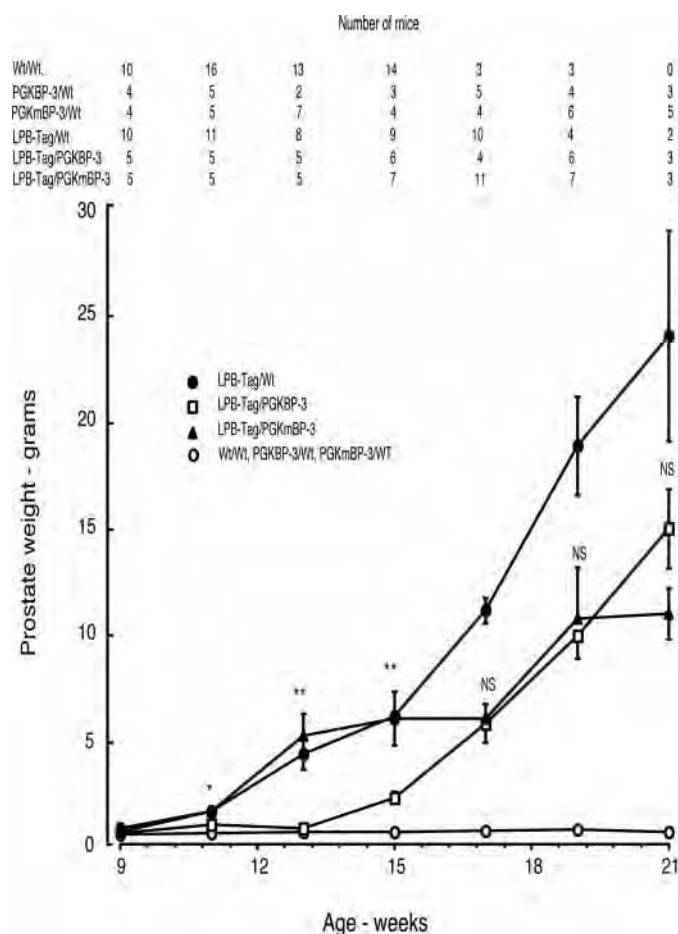 Number of mice
Wt/Wt. 10 16 13 14 3 3 0
PGKBP-3/Wt 4 5 2 3 5 4 3
PGKmBP-3/Wt 4 5 7 4 4 6 5
LPB-Tag/Wt 10 11 8 9 10 4 2
LPB-Tag/PGKBP-3 5 5 5 6 4 6 3
LPB-Tag/PGKmBP-3 6 5 5 7 11 7 3
30
25
20
15
10
5
0
Prostate weight - grams
LPB-Tag/Wt
LPB-Tag/PGKBP-3
LPB-Tag/PGKmBP-3
Wt/Wt, PGKBP-3/Wt, PGKmBP-3/WT
*
**
**
NS
NS
NS
9 12 15 18 21
Age - weeks